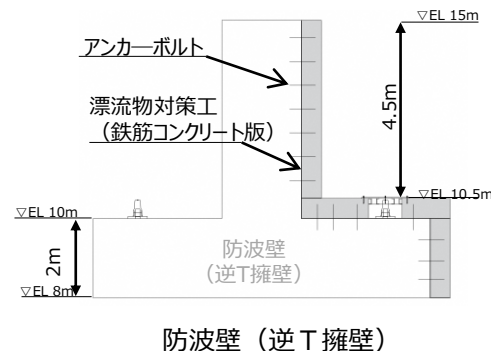 ▽EL 15m
アンカーボルト
4.5m
漂流物対策工
（鉄筋コンクリート版）
▽EL 10.5m
▽EL 10m
2m
防波壁
（逆T擁壁）
▽EL 8m
防波壁（逆Ｔ擁壁）